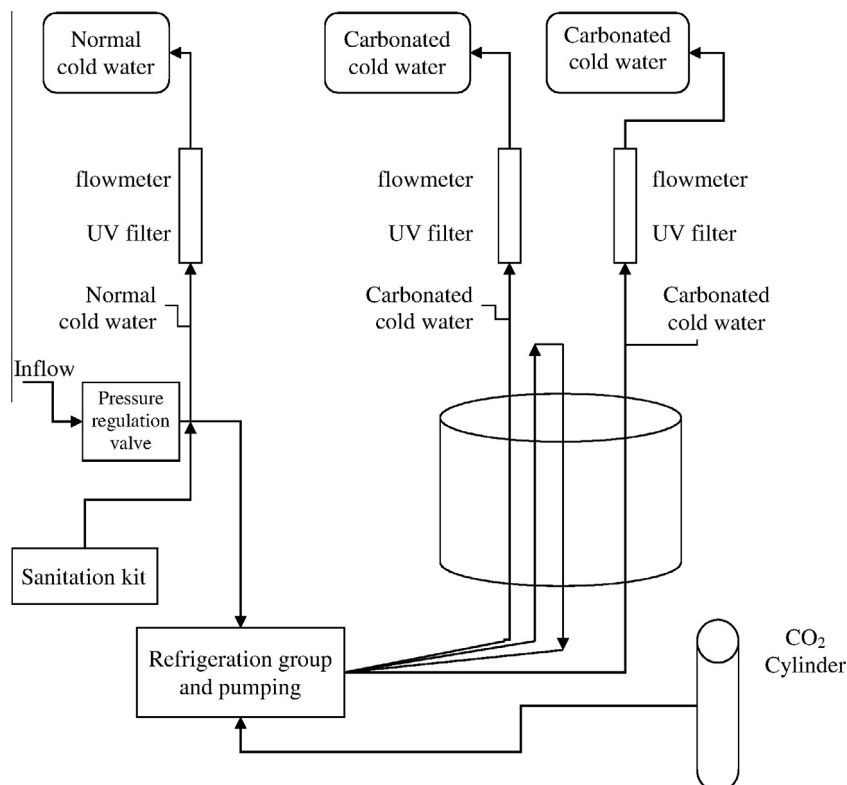 Normal
cold water
Carbonated
cold water
Carbonated
cold water
flowmeter
UV filter
flowmeter
UV filter
flowmeter
UV filter
Normal
cold water
Carbonated
cold water
Carbonated
cold water
Inflow
Pressure
regulation
valve
Sanitation kit
Refrigeration group
and pumping
CO₂
Cylinder